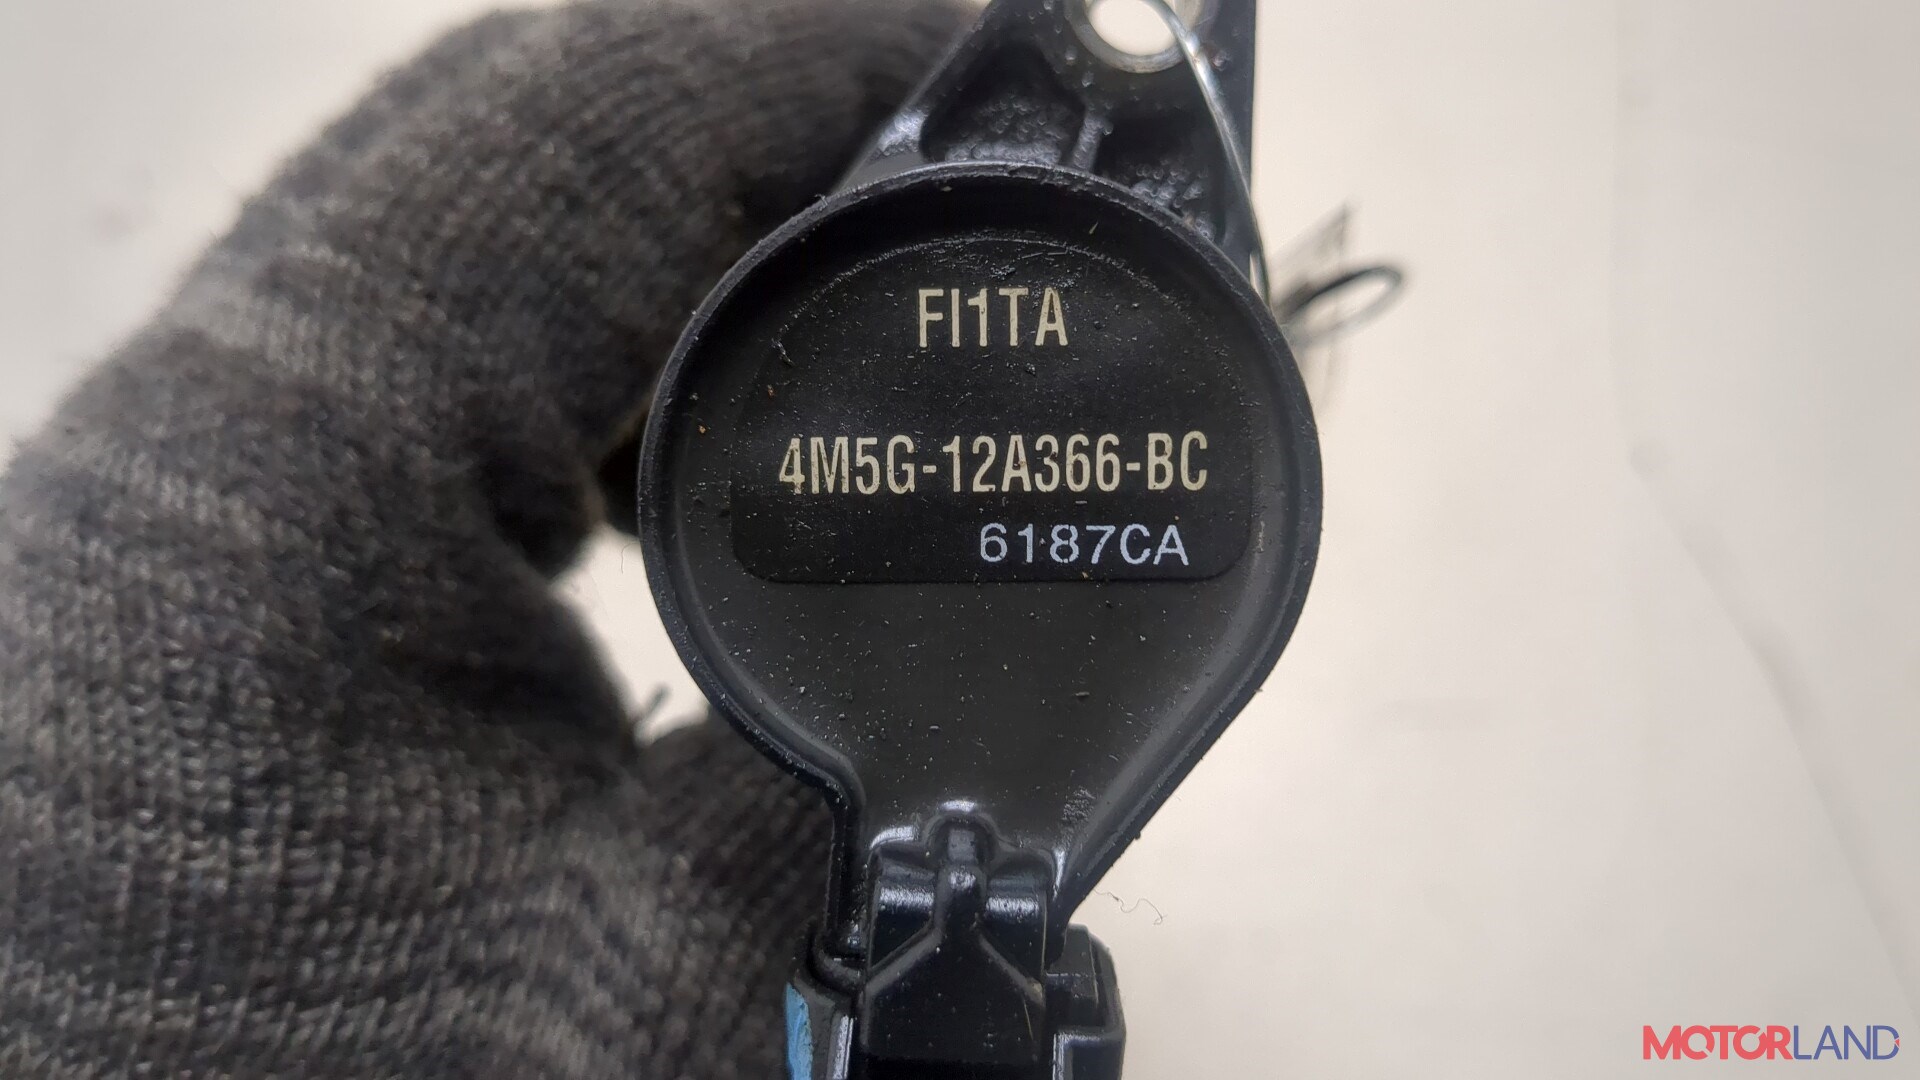 FI1TA
4M5G-12A366-BC
6187CA
MOTORLAND